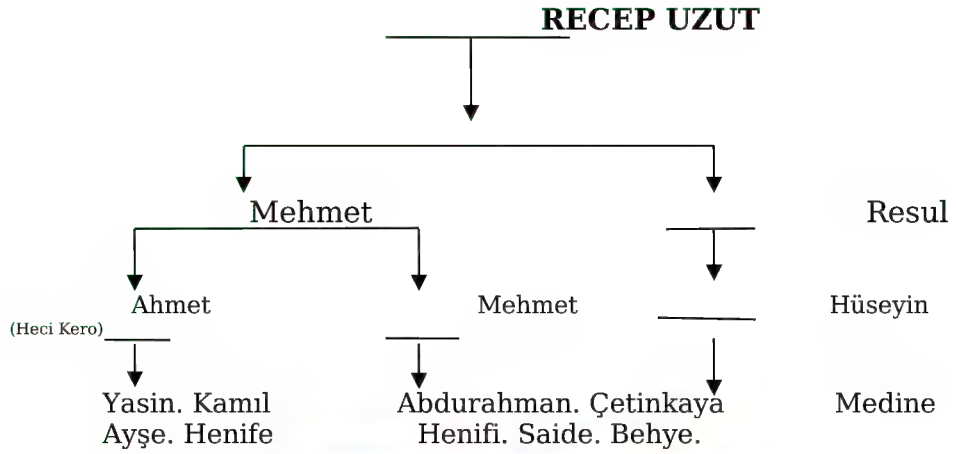 RECEP UZUT
Mehmet Resul
Ahmet Mehmet Hüseyin
(Heci Kero)
Yasin. Kamıl Abdurahman. Çetinkaya Medine
Ayşe. Henife Henifi. Saide. Behye.